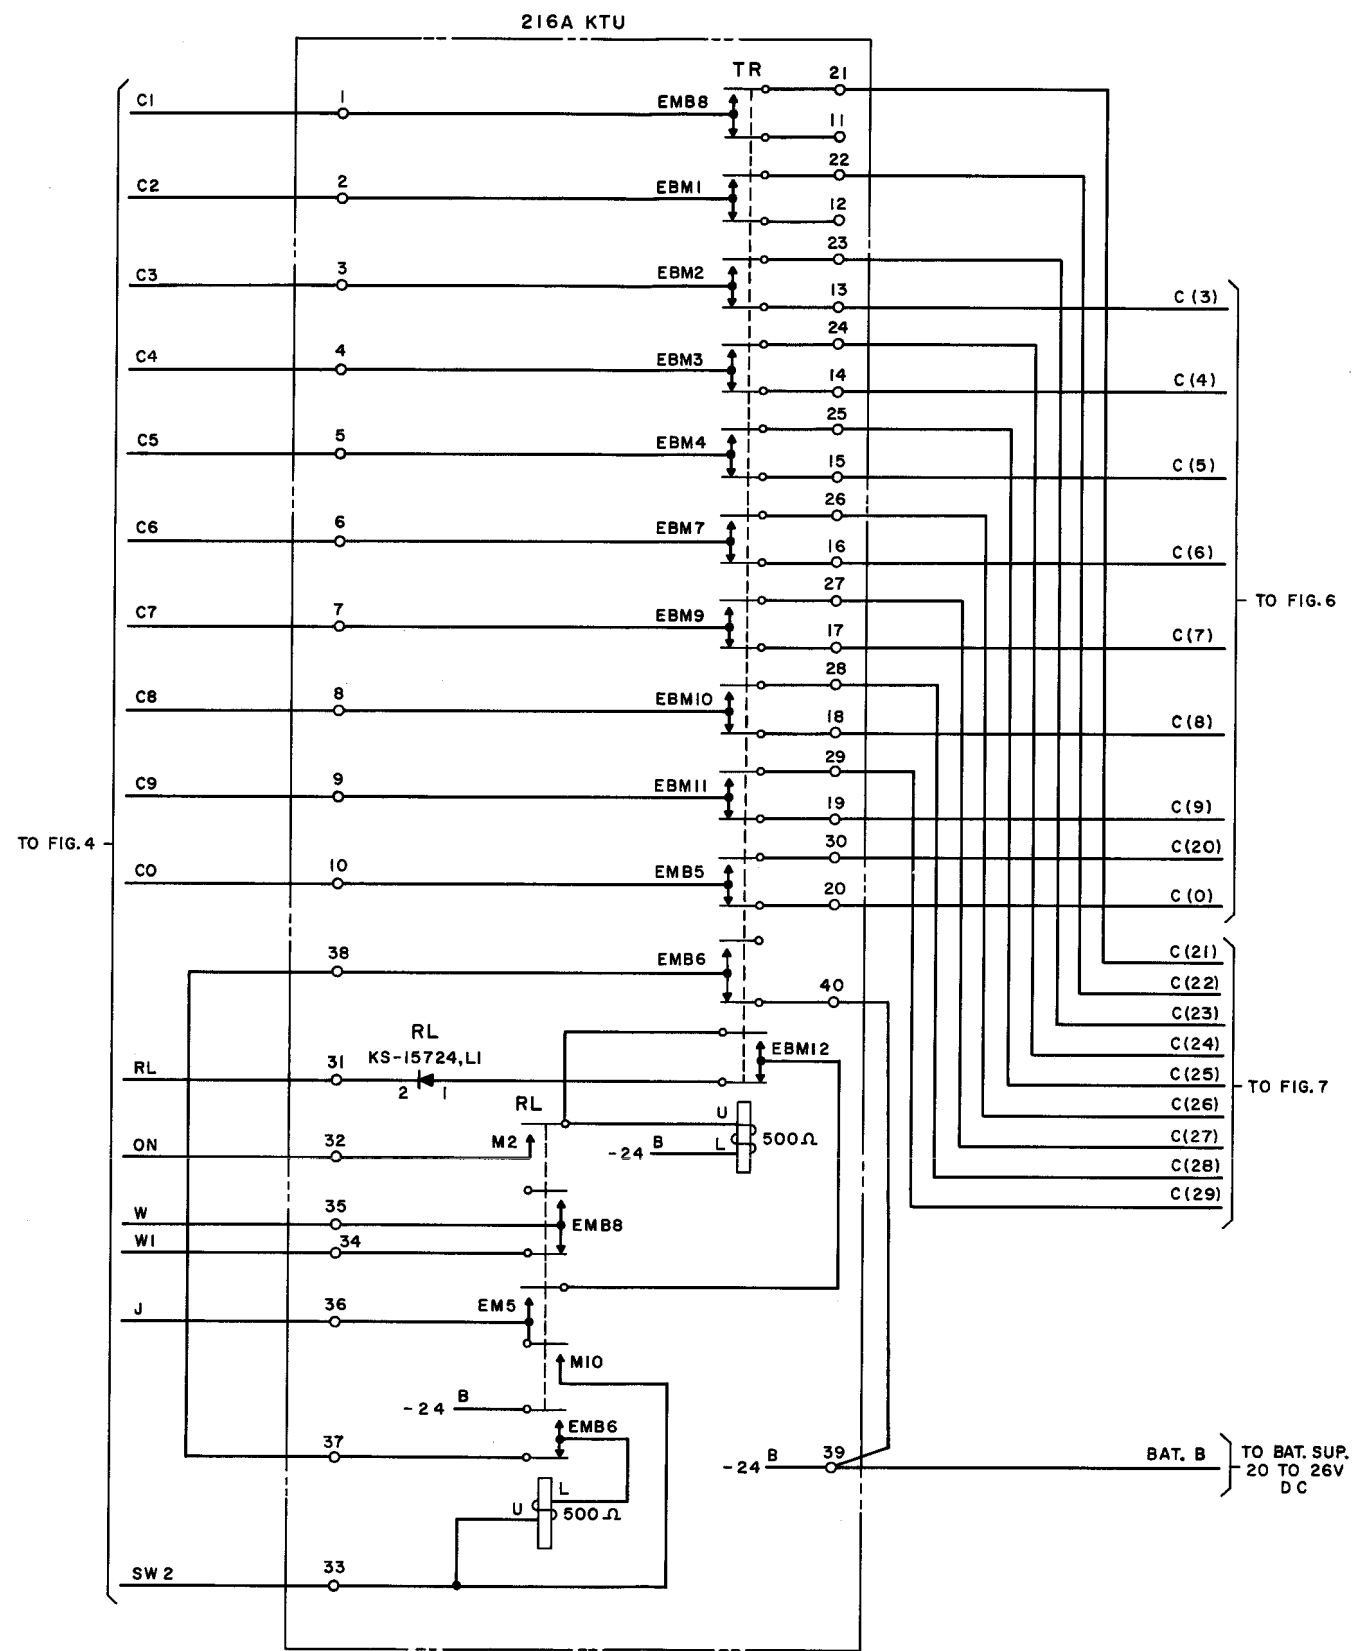 216A KTU
TR 21
C1 1 EMB8
11
22
C2 2 EBM1
12
23
C3 3 EBM2
13 C(3)
24
C4 4 EBM3
14 C(4)
25
C5 5 EBM4
15 C(5)
26
C6 6 EBM7
16 C(6)
27
TO FIG. 6
C7 7 EBM9
17 C(7)
28
C8 8 EBM10
18 C(8)
29
C9 9 EBM11
19 C(9)
TO FIG. 4
30 C(20)
CO 10 EMB5
20 C(0)
38 EMB6
C(21)
40 C(22)
C(23)
RL
KS-15724,L1
EBM12
C(24)
RL 31
2 1
C(25)
TO FIG. 7
RL
U
500Ω
C(26)
ON 32 M2
-24 B L
C(27)
C(28)
C(29)
W 35 EMB8
W1 34
J 36 EM5
M10
-24 B
EMB6
37
-24 B 39 BAT. B
TO BAT. SUP.
20 TO 26V
DC
L
U 500Ω
SW2 33